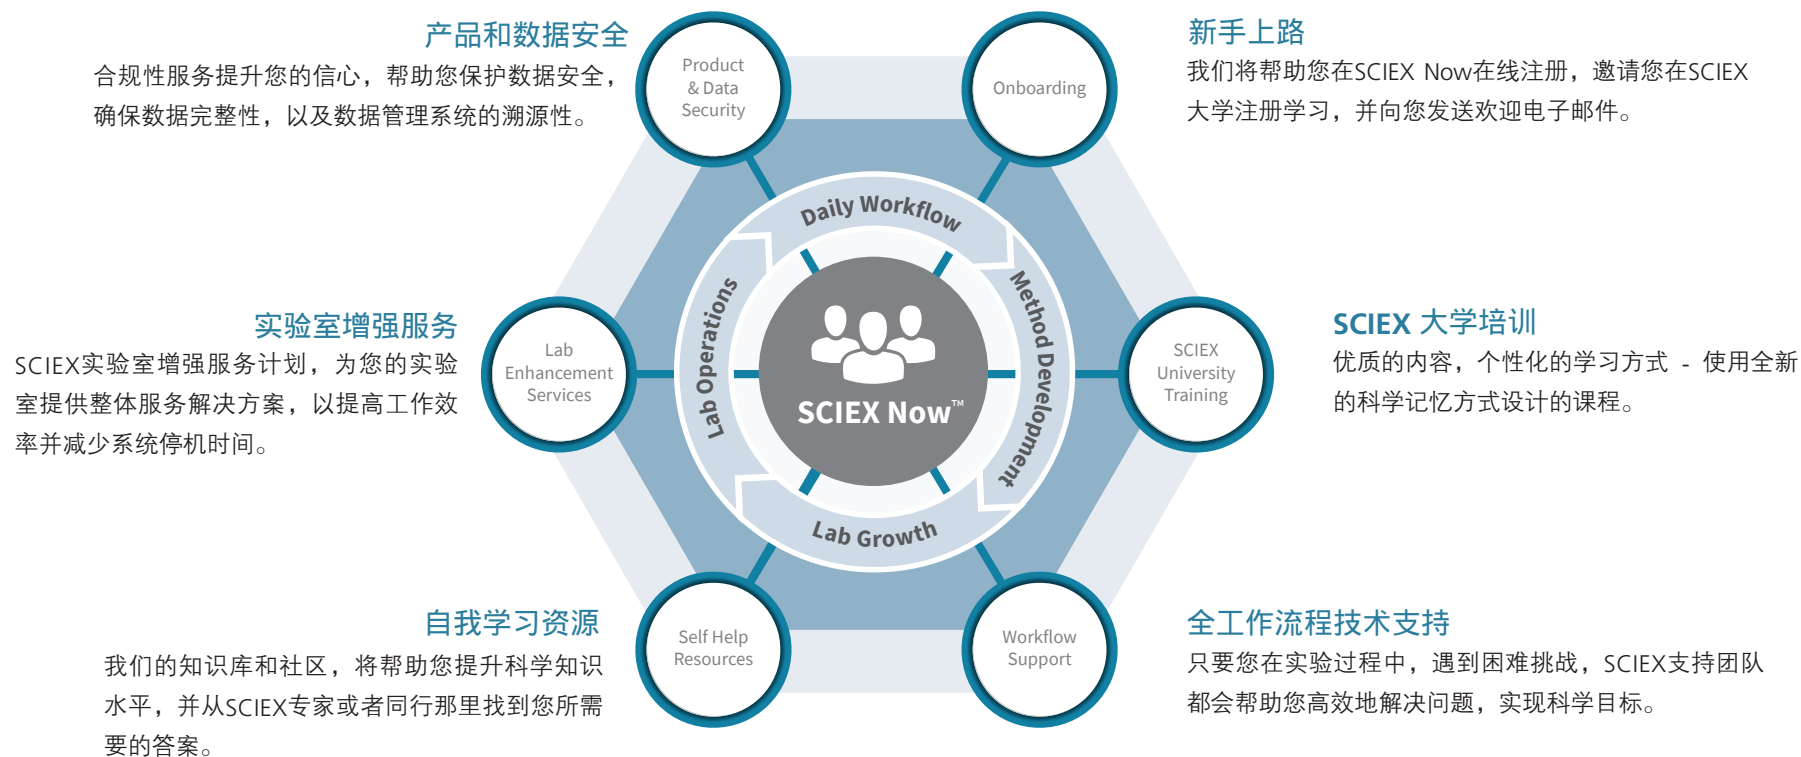 产品和数据安全
合规性服务提升您的信心，帮助您保护数据安全，
确保数据完整性，以及数据管理系统的溯源性。
Product
& Data
Security
Onboarding
新手上路
我们将帮助您在SCIEX Now在线注册，邀请您在SCIEX
大学注册学习，并向您发送欢迎电子邮件。
Daily Workflow
Method Development
Lab Growth
Lab Operations
SCIEX Now™
实验室增强服务
SCIEX实验室增强服务计划，为您的实验
室提供整体服务解决方案，以提高工作效
率并减少系统停机时间。
Lab
Enhancement
Services
SCIEX
University
Training
SCIEX 大学培训
优质的内容，个性化的学习方式 - 使用全新
的科学记忆方式设计的课程。
自我学习资源
我们的知识库和社区，将帮助您提升科学知识
水平，并从SCIEX专家或者同行那里找到您所需
要的答案。
Self Help
Resources
Workflow
Support
全工作流程技术支持
只要您在实验过程中，遇到困难挑战，SCIEX支持团队
都会帮助您高效地解决问题，实现科学目标。